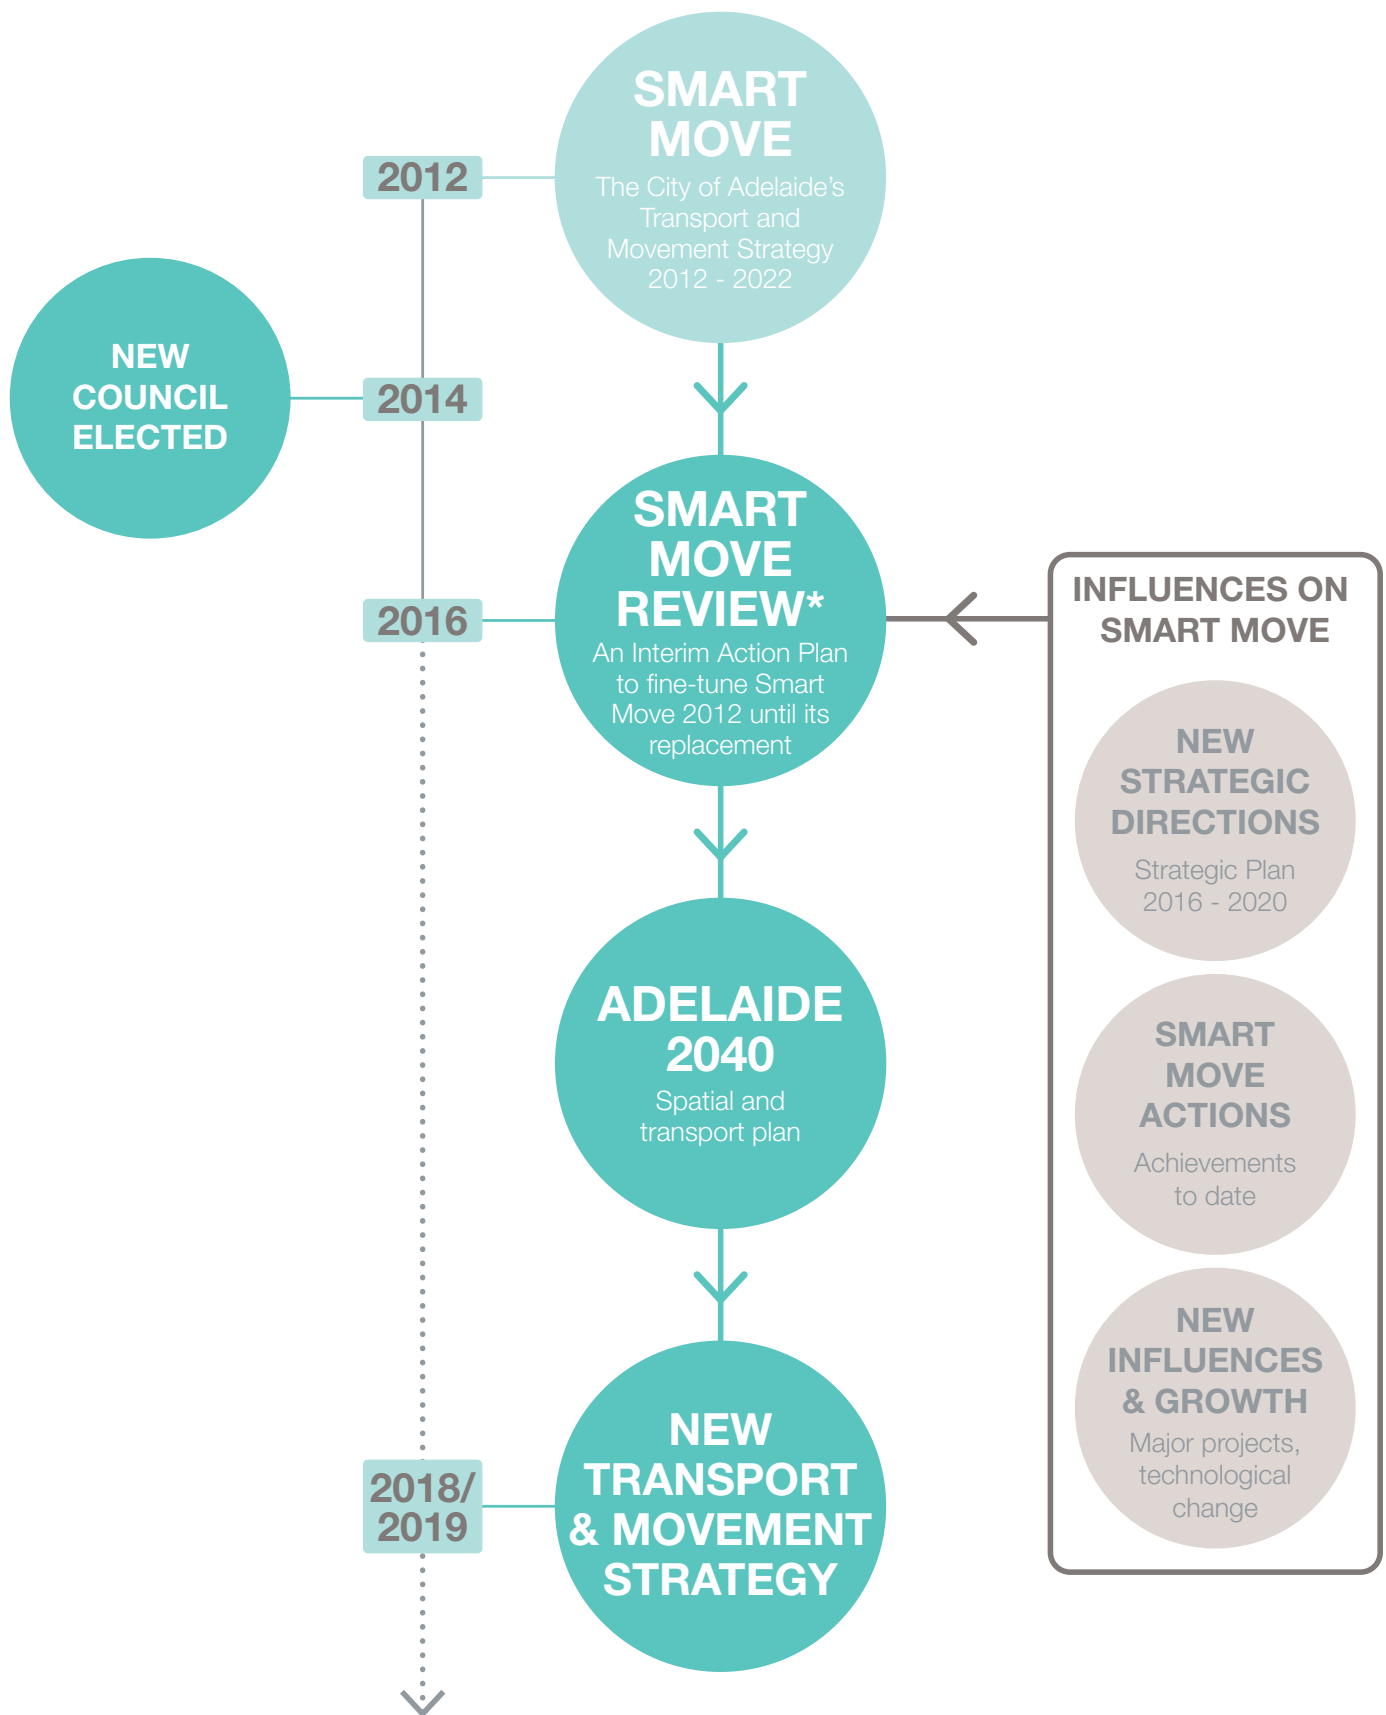 SMART
MOVE
The City of Adelaide’s
Transport and
Movement Strategy
2012 - 2022
2012
NEW
COUNCIL
ELECTED
2014
SMART
MOVE
REVIEW*
An Interim Action Plan
to fine-tune Smart
Move 2012 until its
replacement
2016
INFLUENCES ON
SMART MOVE
NEW
STRATEGIC
DIRECTIONS
Strategic Plan
2016 - 2020
SMART
MOVE
ACTIONS
Achievements
to date
NEW
INFLUENCES
& GROWTH
Major projects,
technological
change
ADELAIDE
2040
Spatial and
transport plan
2018/
2019
NEW
TRANSPORT
& MOVEMENT
STRATEGY